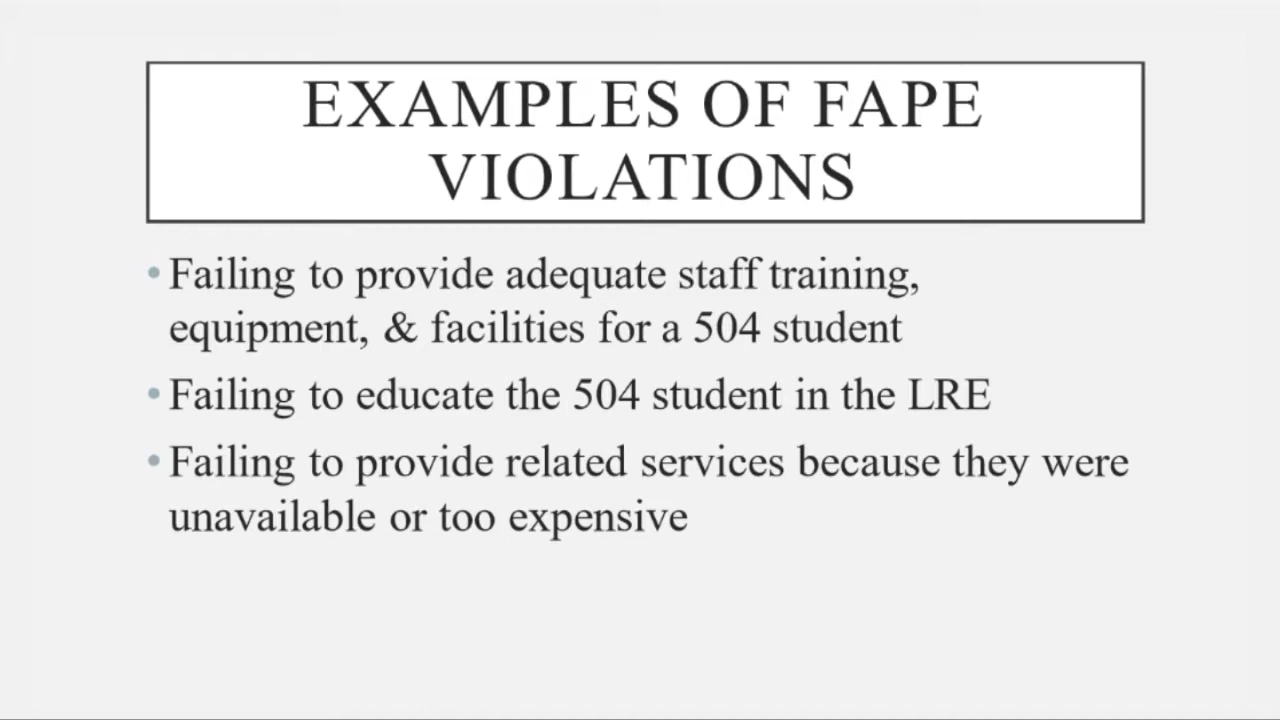 EXAMPLES OF FAPE
VIOLATIONS
• Failing to provide adequate staff training,
equipment, & facilities for a 504 student
• Failing to educate the 504 student in the LRE
• Failing to provide related services because they were
unavailable or too expensive